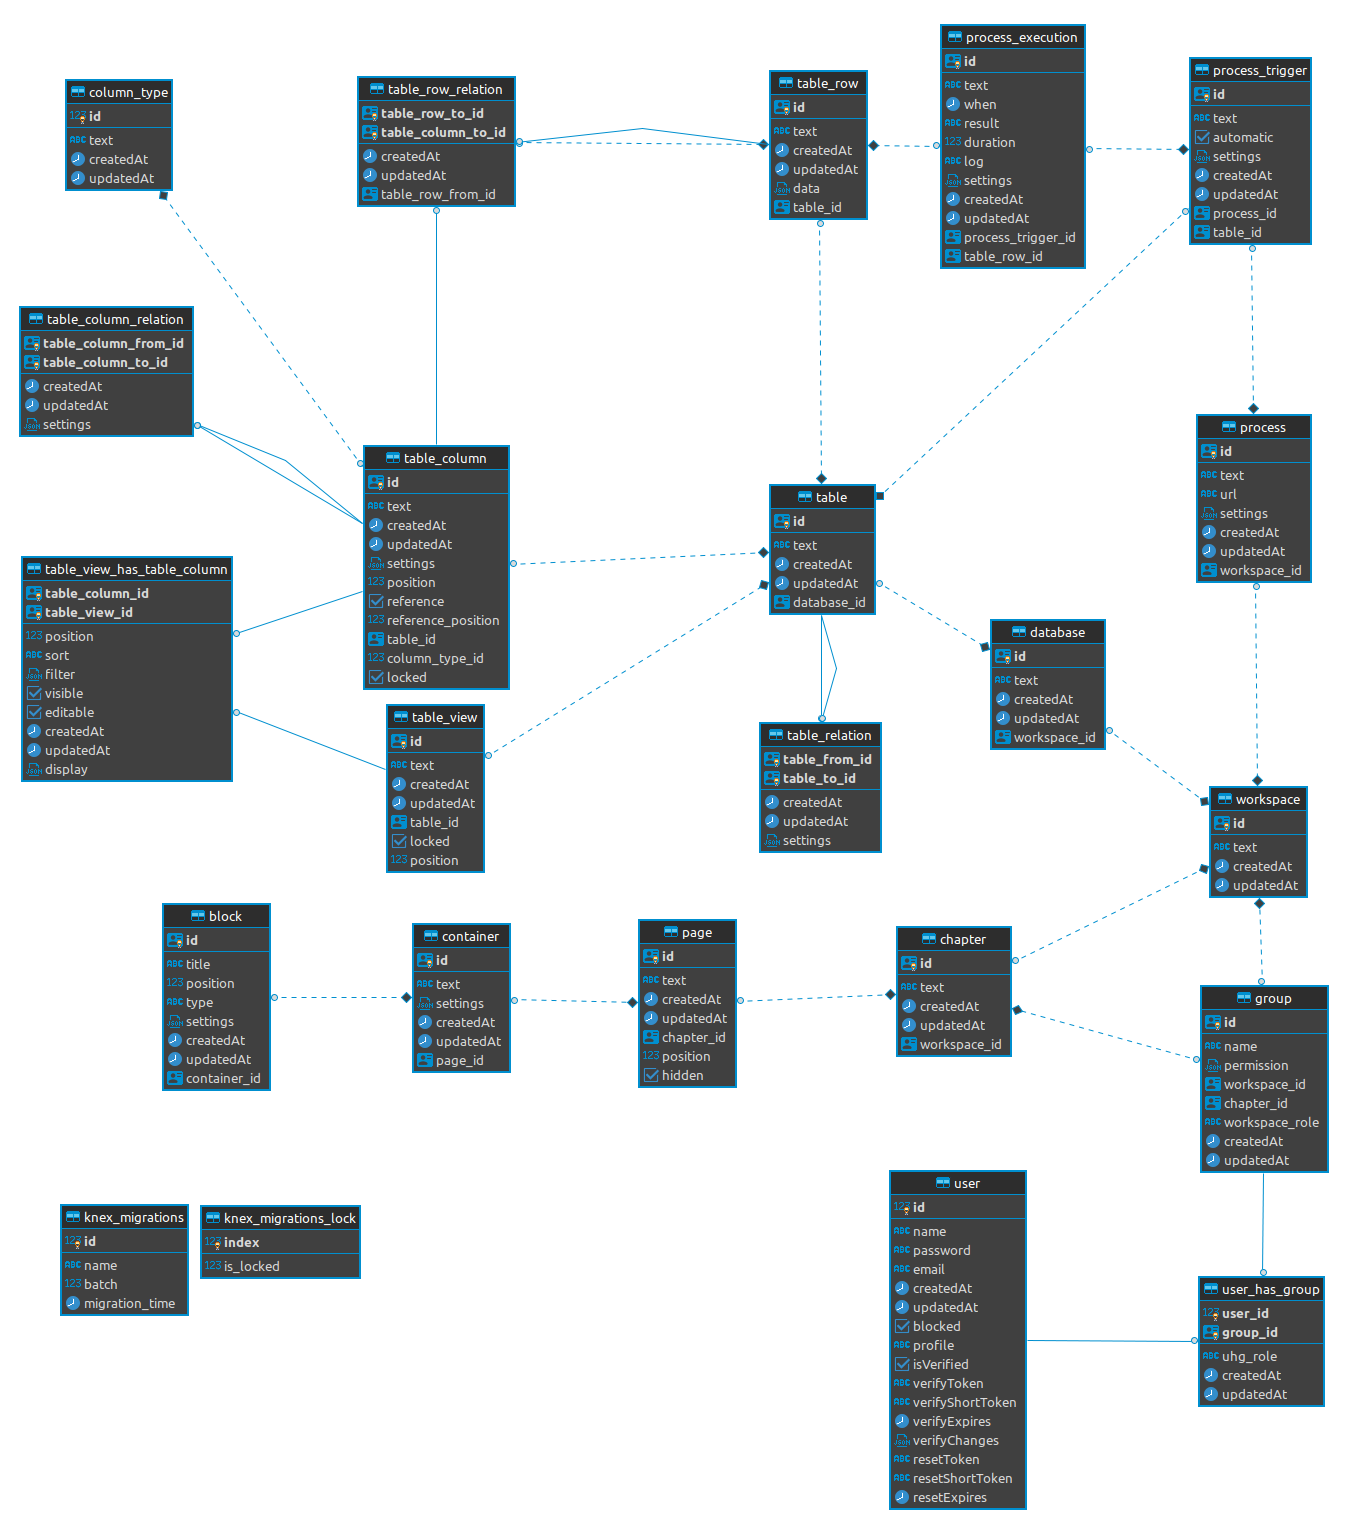 process_execution
id
text
when
result
duration
log
settings
createdAt
updatedAt
process_trigger_id
table_row_id
process_trigger
id
text
automatic
settings
createdAt
updatedAt
process_id
table_id
table_row
id
text
createdAt
updatedAt
data
table_id
table_row_relation
table_row_to_id
table_column_to_id
createdAt
updatedAt
table_row_from_id
column_type
123 id
ABC text
createdAt
updatedAt
table_column_relation
table_column_from_id
table_column_to_id
createdAt
updatedAt
settings
process
id
text
url
settings
createdAt
updatedAt
workspace_id
table_column
id
text
createdAt
updatedAt
settings
position
reference
reference_position
table_id
column_type_id
locked
table
id
text
createdAt
updatedAt
database_id
table_view_has_table_column
table_column_id
table_view_id
position
sort
filter
visible
editable
createdAt
updatedAt
display
database
id
text
createdAt
updatedAt
workspace_id
table_view
id
text
createdAt
updatedAt
table_id
locked
position
table_relation
table_from_id
table_to_id
createdAt
updatedAt
settings
workspace
id
text
createdAt
updatedAt
block
id
title
position
type
settings
createdAt
updatedAt
container_id
container
id
text
settings
createdAt
updatedAt
page_id
page
id
text
createdAt
updatedAt
chapter_id
position
hidden
chapter
id
text
createdAt
updatedAt
workspace_id
group
id
name
permission
workspace_id
chapter_id
workspace_role
createdAt
updatedAt
knex_migrations
id
name
batch
migration_time
knex_migrations_lock
index
is_locked
user
id
name
password
email
createdAt
updatedAt
blocked
profile
isVerified
verifyToken
verifyShortToken
verifyExpires
verifyChanges
resetToken
resetShortToken
resetExpires
user_has_group
user_id
group_id
uhg_role
createdAt
updatedAt